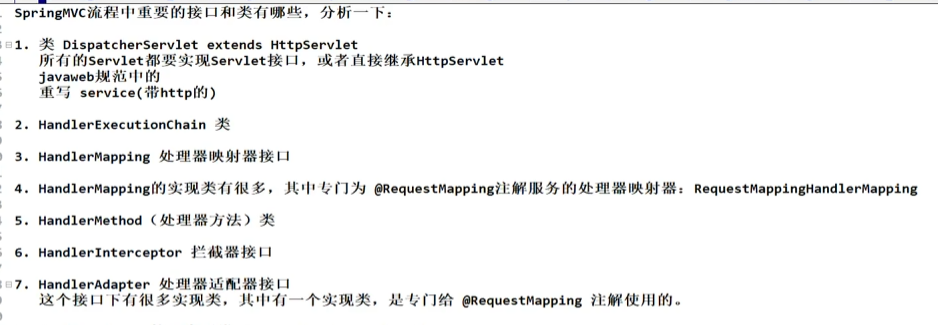 SpringMVC流程中重要的接口和类有哪些，分析一下：
1. 类 DispatcherServlet extends HttpServlet
所有的Servlet都要实现Servlet接口，或者直接继承HttpServlet
javaweb规范中的
重写 service(带http的)
2. HandlerExecutionChain 类
3. HandlerMapping 处理器映射器接口
4. HandlerMapping的实现类有很多，其中专门为 @RequestMapping注解服务的处理器映射器：RequestMappingHandlerMapping
5. HandlerMethod（处理器方法）类
6. HandlerInterceptor 拦截器接口
7. HandlerAdapter 处理器适配器接口
这个接口下有很多实现类，其中有一个实现类，是专门给 @RequestMapping 注解使用的。